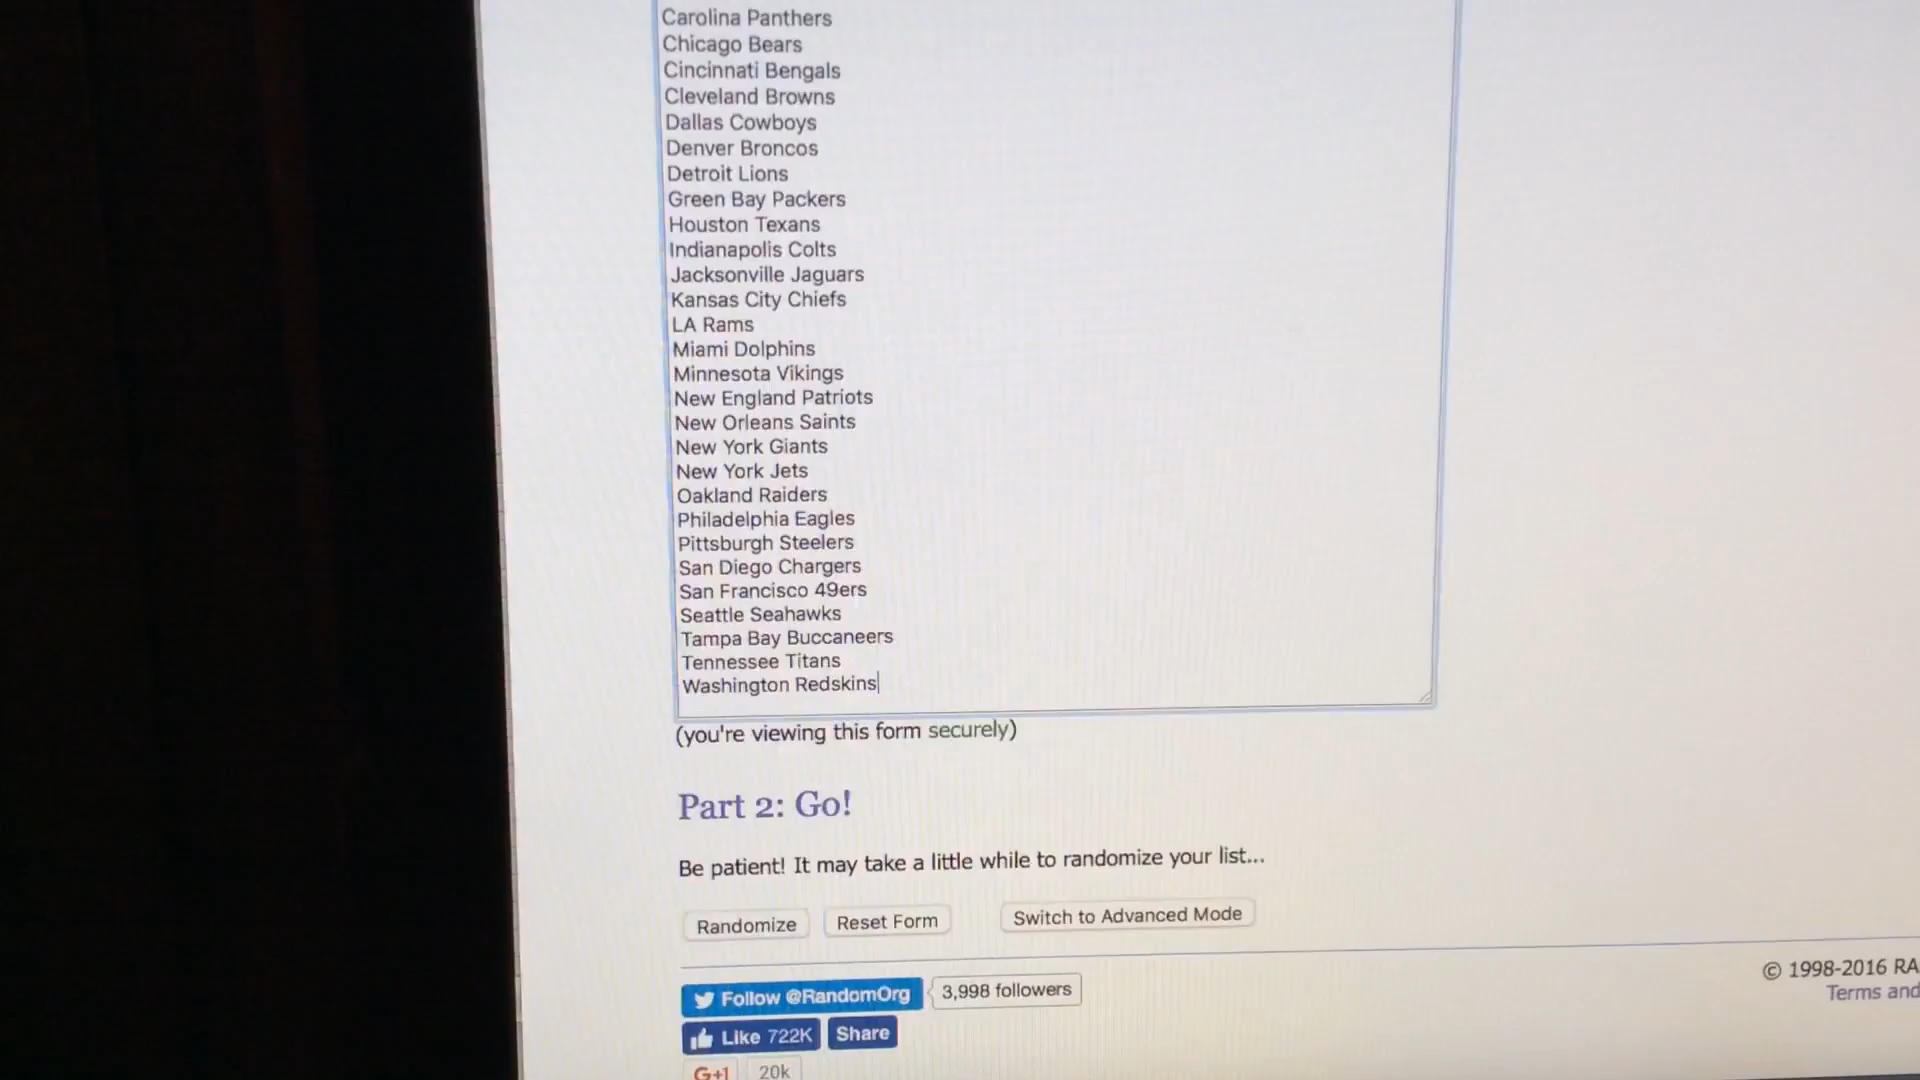 Carolina Panthers
Chicago Bears
Cincinnati Bengals
Cleveland Browns
Dallas Cowboys
Denver Broncos
Detroit Lions
Green Bay Packers
Houston Texans
Indianapolis Colts
Jacksonville Jaguars
Kansas City Chiefs
LA Rams
Miami Dolphins
Minnesota Vikings
New England Patriots
New Orleans Saints
New York Giants
New York Jets
Oakland Raiders
Philadelphia Eagles
Pittsburgh Steelers
San Diego Chargers
San Francisco 49ers
Seattle Seahawks
Tampa Bay Buccaneers
Tennessee Titans
Washington Redskins
(you're viewing this form securely)
Part 2: Go!
Be patient! It may take a little while to randomize your list...
Randomize Reset Form Switch to Advanced Mode
© 1998-2016 RA
Terms and
Follow @RandomOrg 3,998 followers
Like 722K Share
G+1 20k